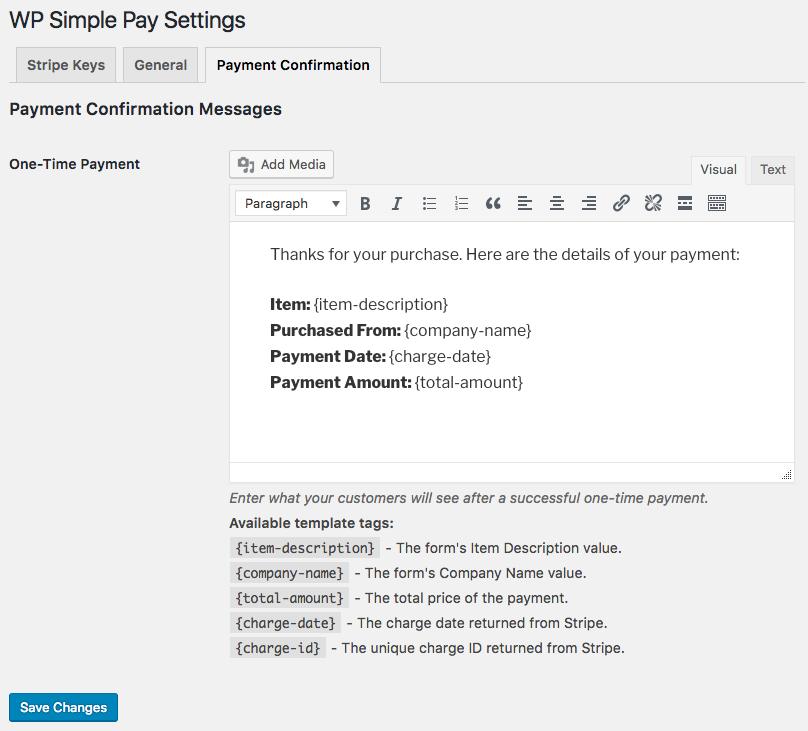 WP Simple Pay Settings
Stripe Keys General Payment Confirmation
Payment Confirmation Messages
One-Time Payment
Add Media
Visual Text
Paragraph B I
Thanks for your purchase. Here are the details of your payment:
Item: {item-description}
Purchased From: {company-name}
Payment Date: {charge-date}
Payment Amount: {total-amount}
Enter what your customers will see after a successful one-time payment.
Available template tags:
{item-description} - The form's Item Description value.
{company-name} - The form's Company Name value.
{total-amount} - The total price of the payment.
{charge-date} - The charge date returned from Stripe.
{charge-id} - The unique charge ID returned from Stripe.
Save Changes